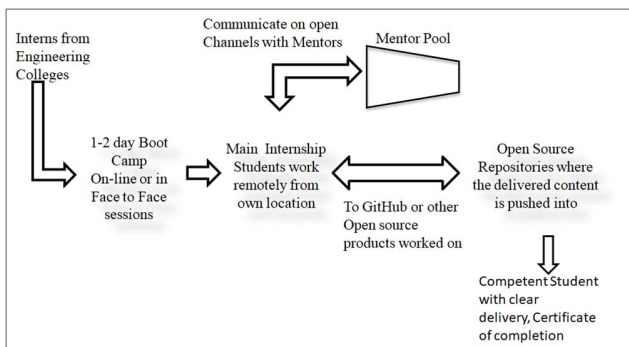 Interns from
Engineering
Colleges
Communicate on open
Channels with Mentors
Mentor Pool
1-2 day Boot
Camp
On-line or in
Face to Face
sessions
Main Internship
Students work
remotely from
own location
To GitHub or other
Open source
products worked on
Open Source
Repositories where
the delivered content
is pushed into
Competent Student
with clear
delivery, Certificate
of completion